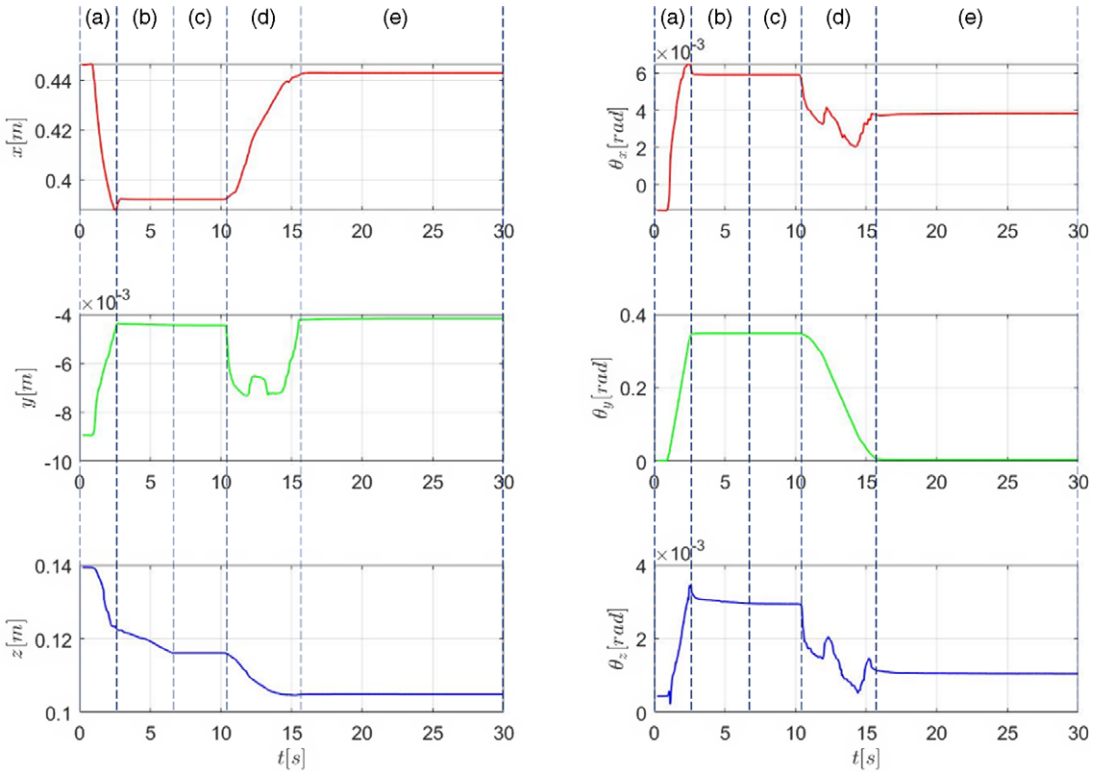 (a) (b) (c) (d) (e)
0.44
0.42
0.4
x[m]
0 5 10 15 20 25 30
×10-3
-4
-6
-8
-10
y[m]
0 5 10 15 20 25 30
0.14
0.12
0.1
z[m]
0 5 10 15 20 25 30
t[s]
(a) (b) (c) (d) (e)
×10-3
6
4
2
0
θx[rad]
0 5 10 15 20 25 30
0.4
0.2
0
θy[rad]
0 5 10 15 20 25 30
×10-3
4
2
0
θz[rad]
0 5 10 15 20 25 30
t[s]